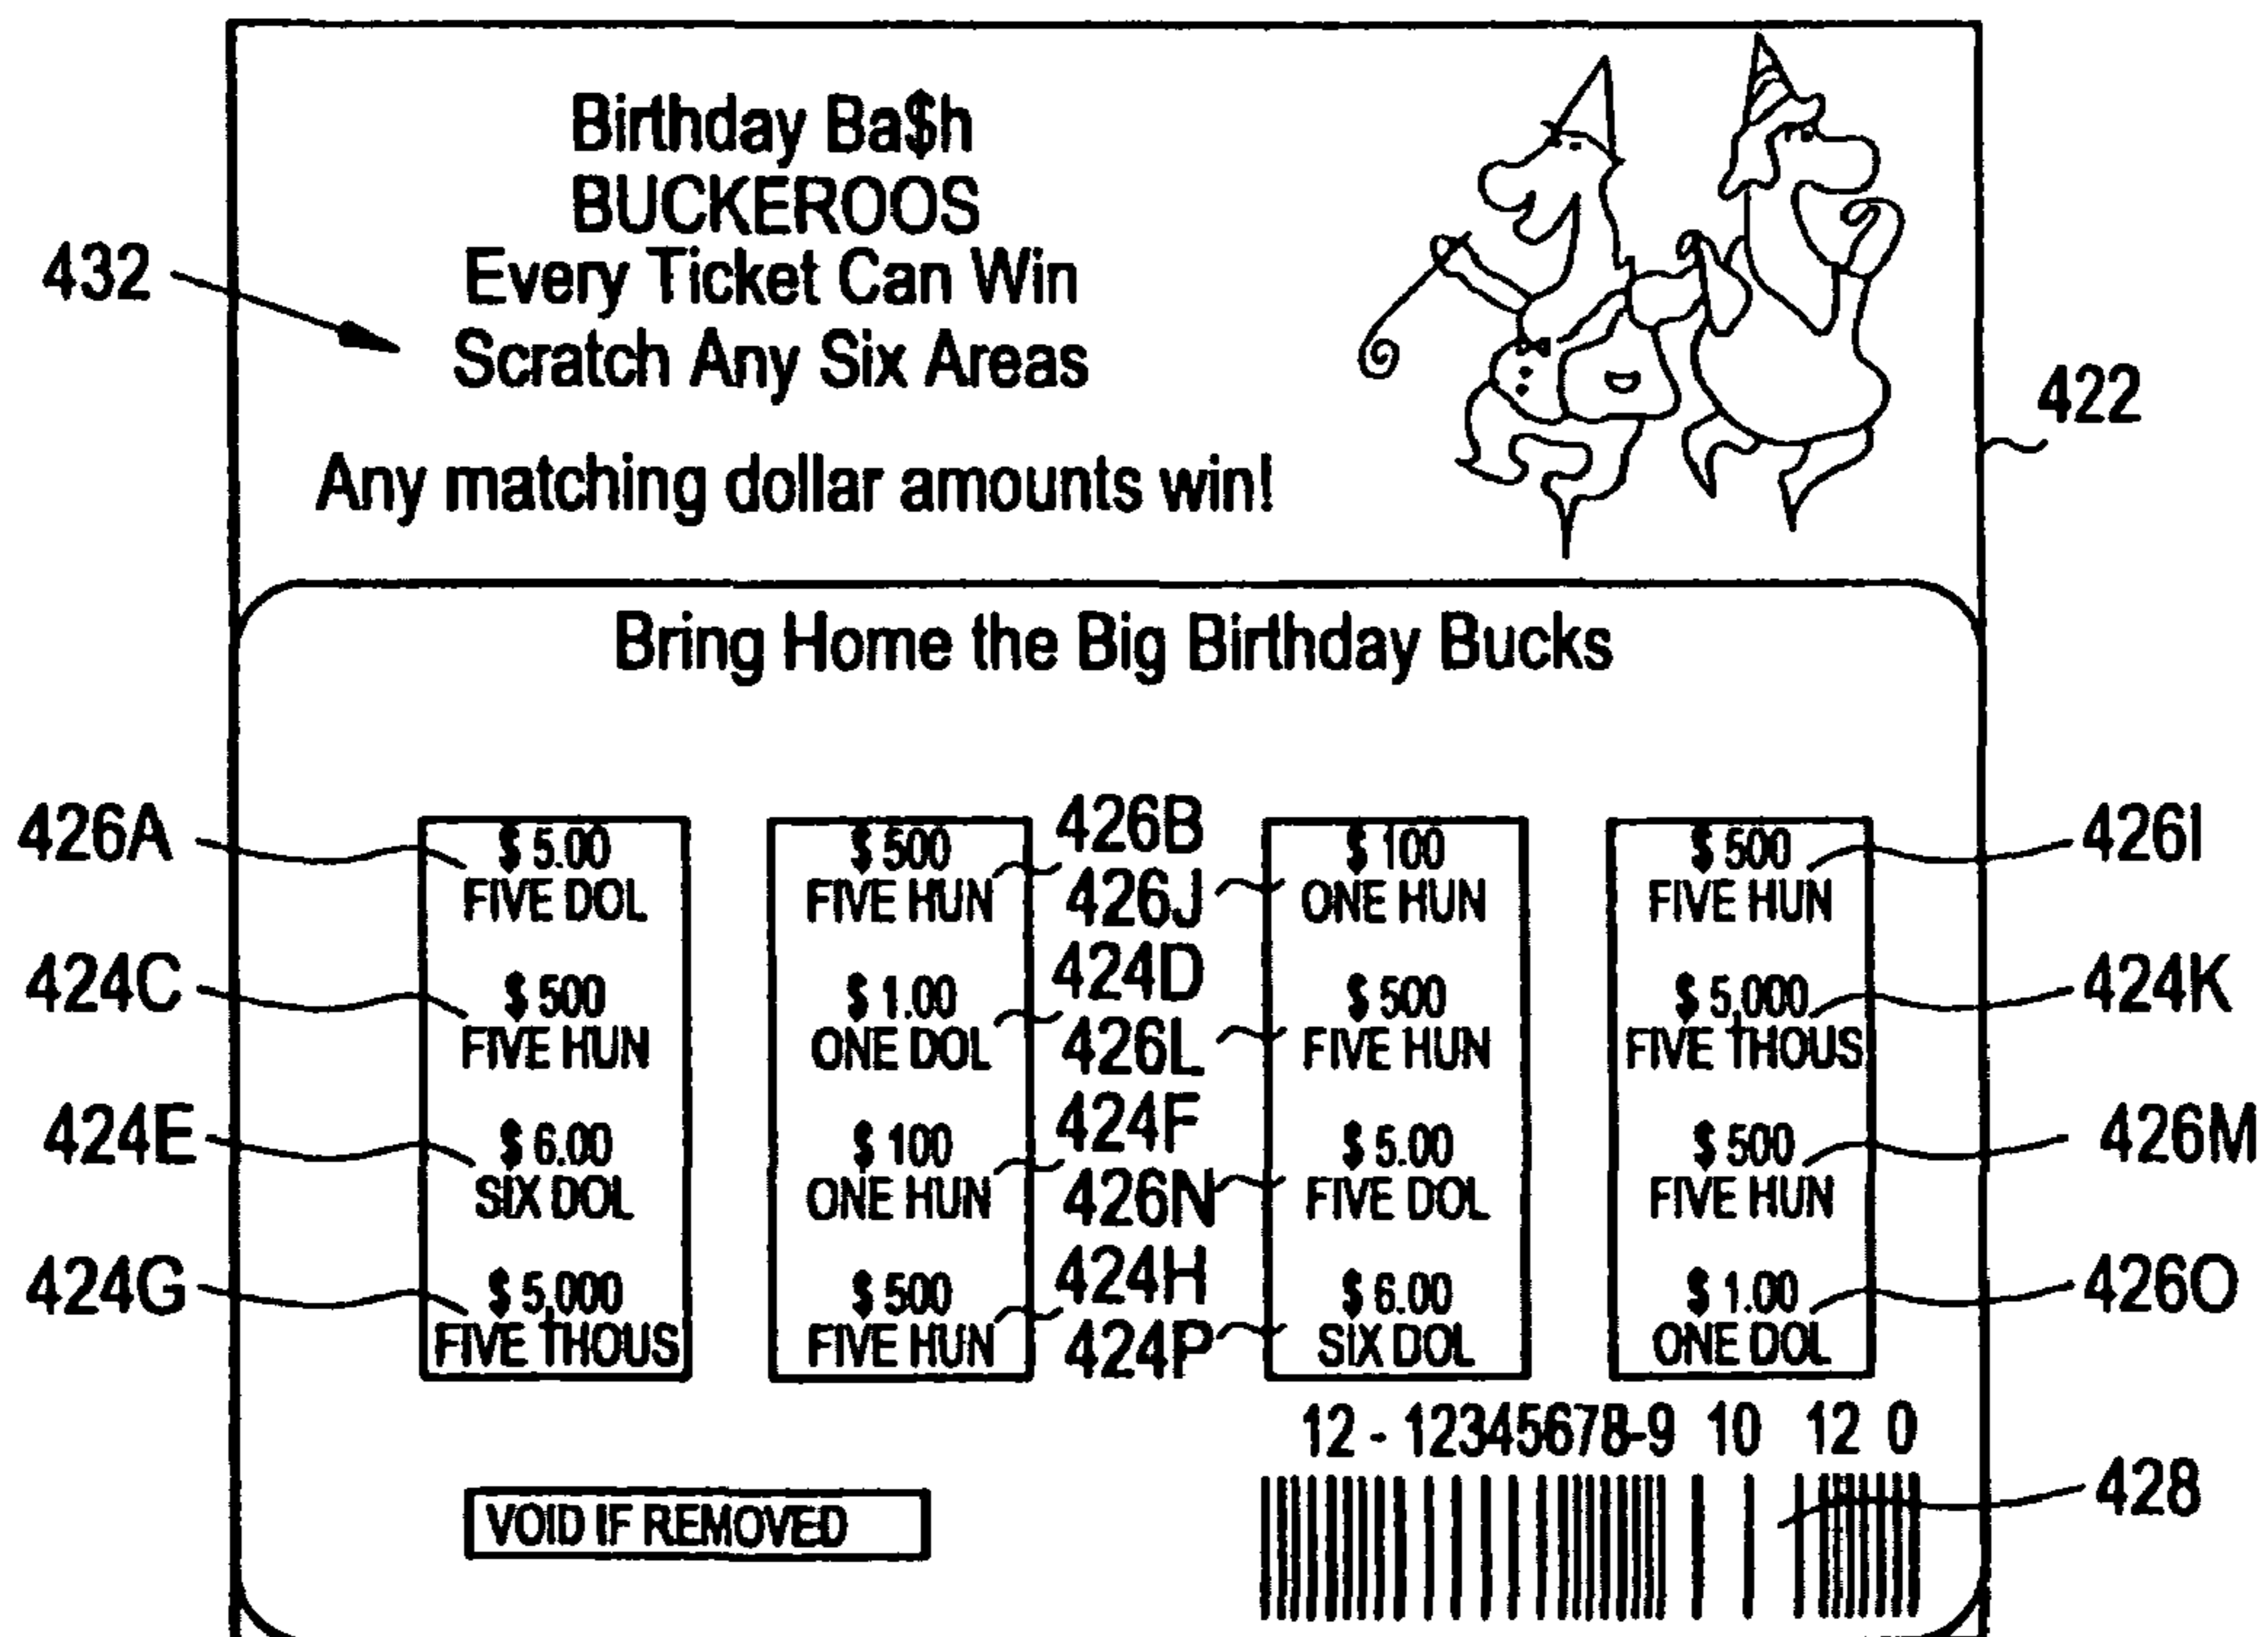 Birthday Ba$h
BUCKEROOS
Every Ticket Can Win
Scratch Any Six Areas
Any matching dollar amounts win!
432
422
Bring Home the Big Birthday Bucks
426A
$ 5.00
FIVE DOL
424C
$ 500
FIVE HUN
424E
$ 6.00
SIX DOL
424G
$ 5,000
FIVE THOUS
$ 500
FIVE HUN
426B
$ 1.00
ONE DOL
424D
$ 100
ONE HUN
424F
$ 500
FIVE HUN
424H
426J
$ 100
ONE HUN
426L
$ 500
FIVE HUN
426N
$ 5.00
FIVE DOL
424P
$ 6.00
SIX DOL
$ 500
FIVE HUN
426I
$ 5,000
FIVE THOUS
424K
$ 500
FIVE HUN
426M
$ 1.00
ONE DOL
426O
12 - 12345678-9 10 12 0
428
VOID IF REMOVED